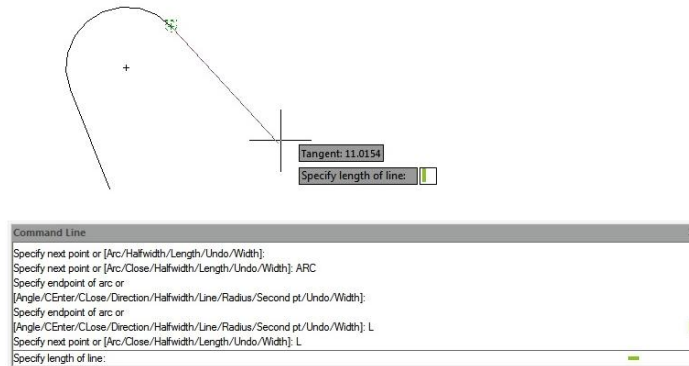 Tangent: 11.0154
Specify length of line:
Command Line
Specify next point or [Arc/Halfwidth/Length/Undo/Width]:
Specify next point or [Arc/Close/Halfwidth/Length/Undo/Width]: ARC
Specify endpoint of arc or
[Angle/CEnter/CLose/Direction/Halfwidth/Line/Radius/Second pt/Undo/Width]:
Specify endpoint of arc or
[Angle/CEnter/CLose/Direction/Halfwidth/Line/Radius/Second pt/Undo/Width]: L
Specify next point or [Arc/Close/Halfwidth/Length/Undo/Width]: L
Specify length of line: